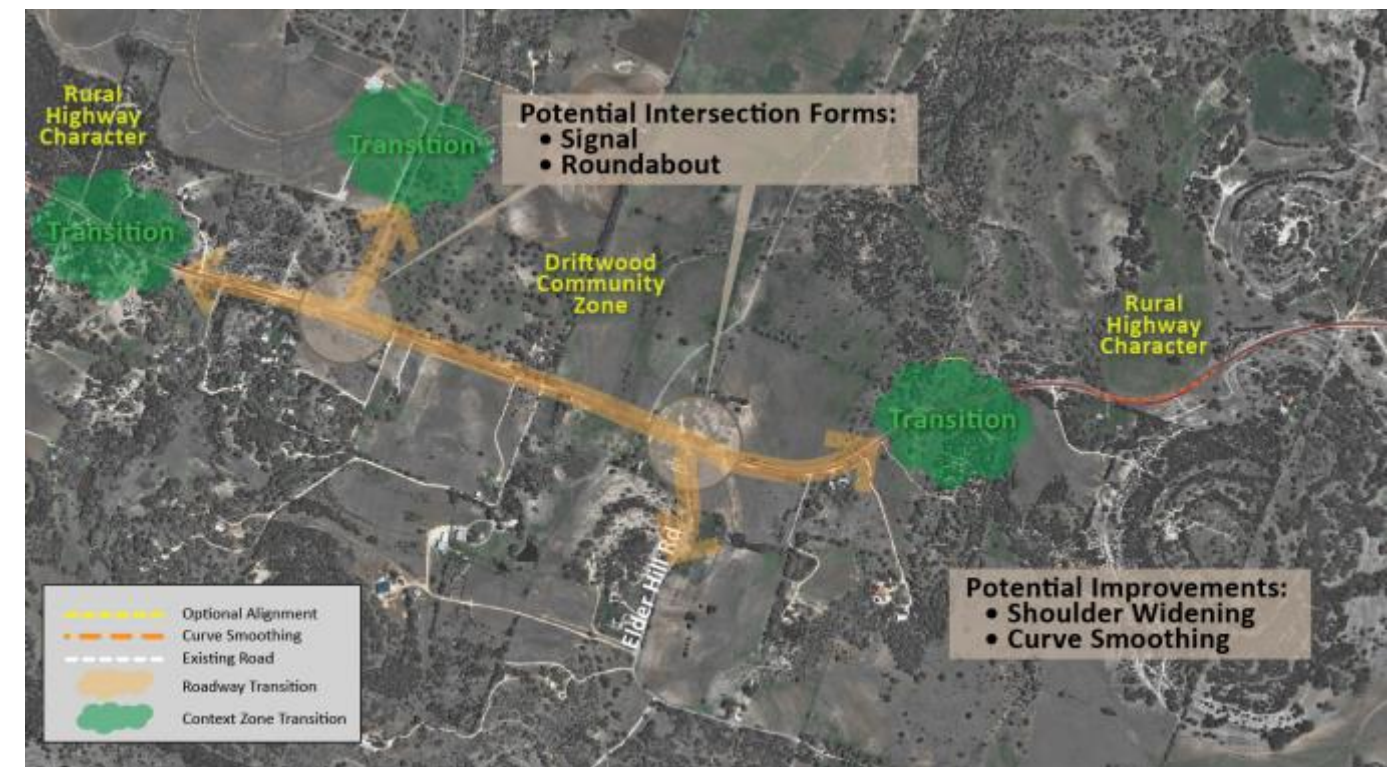 Rural
Highway
Character
Transition
Transition
Potential Intersection Forms:
• Signal
• Roundabout
Driftwood
Community
Zone
Rural
Highway
Character
Transition
Elder Hill Rd
Potential Improvements:
• Shoulder Widening
• Curve Smoothing
Optional Alignment
Curve Smoothing
Existing Road
Roadway Transition
Context Zone Transition